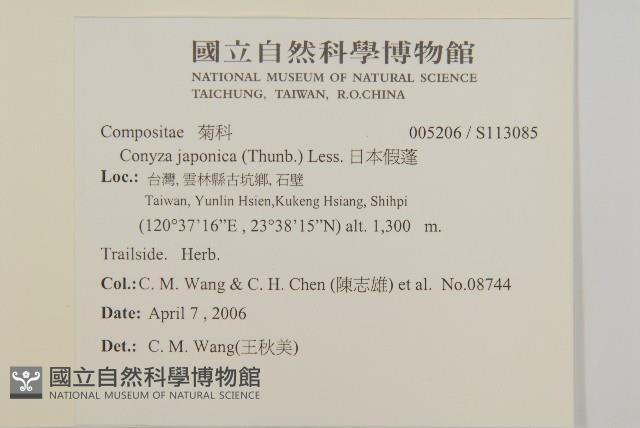 國立自然科學博物館
NATIONAL MUSEUM OF NATURAL SCIENCE
TAICHUNG, TAIWAN, R.O.CHINA
Compositae 菊科 005206 / S113085
Conyza japonica (Thunb.) Less. 日本假蓬
Loc.: 台灣, 雲林縣古坑鄉, 石壁
Taiwan, Yunlin Hsien,Kukeng Hsiang, Shihpi
(120°37'16”E , 23°38'15”N) alt. 1,300 m.
Trailside. Herb.
Col.: C. M. Wang & C. H. Chen (陳志雄) et al. No.08744
Date: April 7 , 2006
Det.: C. M. Wang(王秋美)
國立自然科學博物館
NATIONAL MUSEUM OF NATURAL SCIENCE